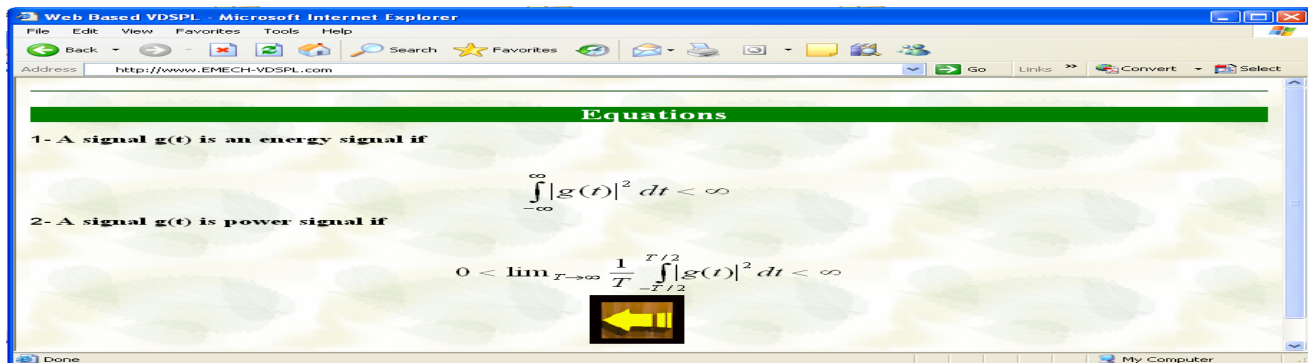 Web Based VDSPL - Microsoft Internet Explorer
File Edit View Favorites Tools Help
Back Search Favorites
Address http://www.EMECH-VDSPL.com Go Links » Convert Select
Equations
1- A signal g(t) is an energy signal if
∫_{-∞}^{∞} |g(t)|² dt < ∞
2- A signal g(t) is power signal if
0 < lim_{T→∞} 1/T ∫_{-T/2}^{T/2} |g(t)|² dt < ∞
Done My Computer